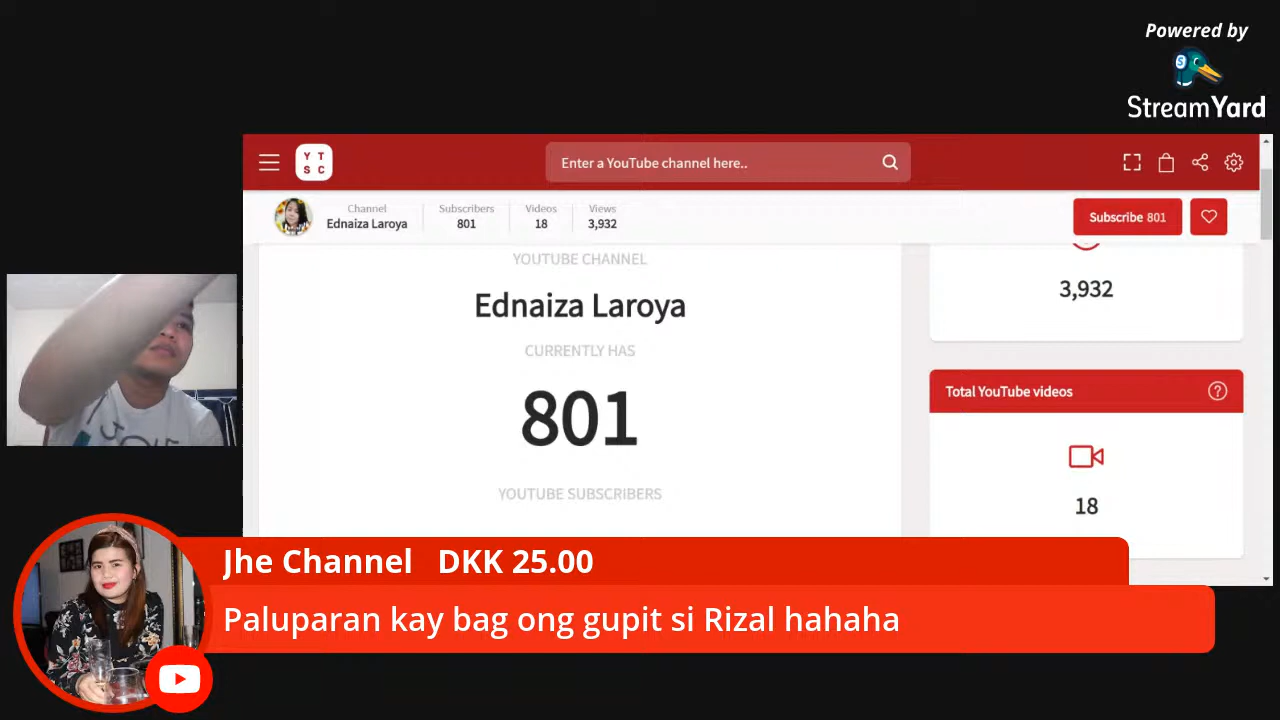 Powered by
StreamYard
Y T
S C
Enter a YouTube channel here..
Channel
Ednaiza Laroya
Subscribers
801
Videos
18
Views
3,932
Subscribe 801
YOUTUBE CHANNEL
Ednaiza Laroya
CURRENTLY HAS
801
YOUTUBE SUBSCRIBERS
3,932
Total YouTube videos
?
18
Jhe Channel DKK 25.00
Paluparan kay bag ong gupit si Rizal hahaha